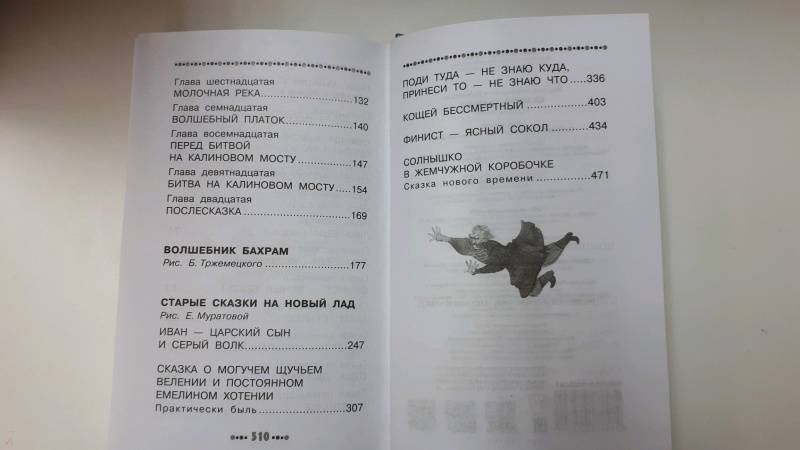 Глава шестнадцатая
МОЛОЧНАЯ РЕКА......................132
Глава семнадцатая
ВОЛШЕБНЫЙ ПЛАТОК................140
Глава восемнадцатая
ПЕРЕД БИТВОЙ
НА КАЛИНОВОМ МОСТУ.............147
Глава девятнадцатая
БИТВА НА КАЛИНОВОМ МОСТУ....154
Глава двадцатая
ПОСЛЕСКАЗКА.......................169
ВОЛШЕБНИК БАХРАМ
Рис. Б. Тржемецкого........................177
СТАРЫЕ СКАЗКИ НА НОВЫЙ ЛАД
Рис. Е. Муратовой
ИВАН — ЦАРСКИЙ СЫН
И СЕРЫЙ ВОЛК..........................247
СКАЗКА О МОГУЧЕМ ЩУЧЬЕМ
ВЕЛЕНИИ И ПОСТОЯННОМ
ЕМЕЛИНОМ ХОТЕНИИ
Практически быль.....................307
510
ПОДИ ТУДА — НЕ ЗНАЮ КУДА,
ПРИНЕСИ ТО — НЕ ЗНАЮ ЧТО.....336
КОЩЕЙ БЕССМЕРТНЫЙ................403
ФИНИСТ — ЯСНЫЙ СОКОЛ..........434
СОЛНЫШКО
В ЖЕМЧУЖНОЙ КОРОБОЧКЕ
Сказка нового времени..............471